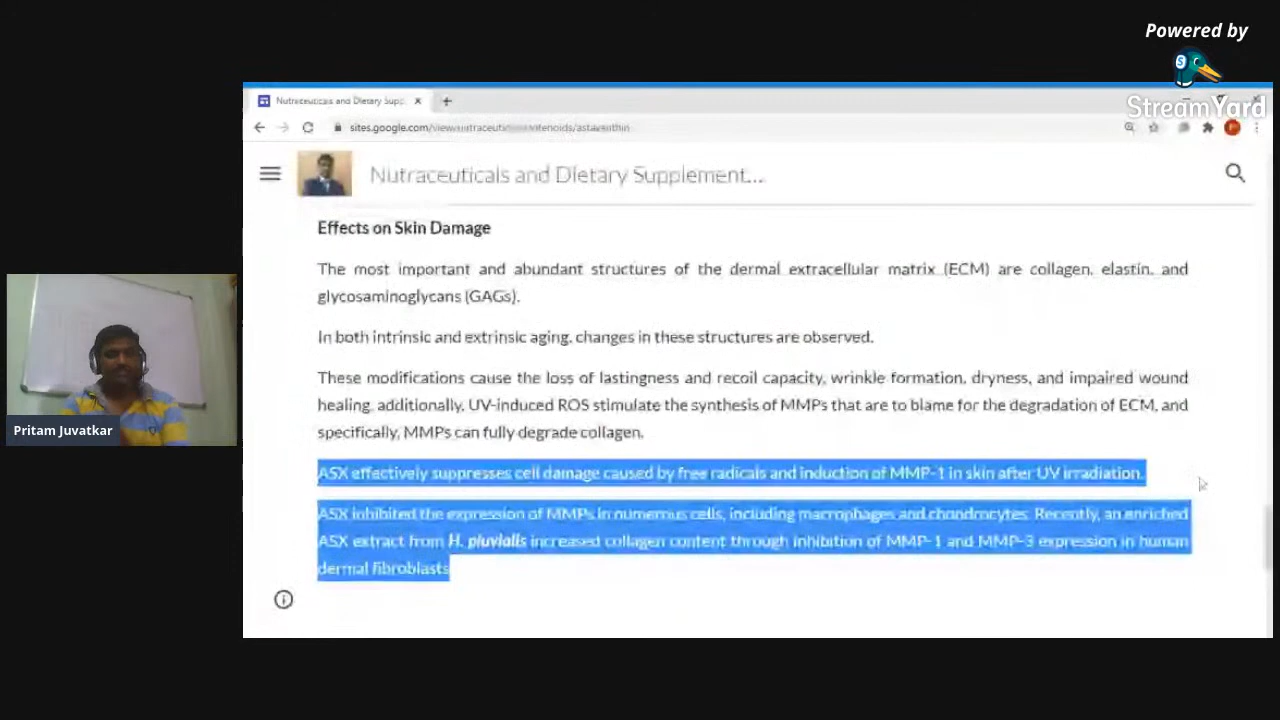 Powered by
StreamYard
Nutraceuticals and Dietary Supp
sites.google.com/view/nutraceuti
Nutraceuticals and Dietary Supplement...
Effects on Skin Damage
The most important and abundant structures of the dermal extracellular matrix (ECM) are collagen, elastin, and
glycosaminoglycans (GAGs).
In both intrinsic and extrinsic aging, changes in these structures are observed.
These modifications cause the loss of lastingness and recoil capacity, wrinkle formation, dryness, and impaired wound
healing, additionally, UV-induced ROS stimulate the synthesis of MMPs that are to blame for the degradation of ECM, and
specifically, MMPs can fully degrade collagen.
ASX effectively suppresses cell damage caused by free radicals and induction of MMP-1 in skin after UV irradiation.
ASX inhibited the expression of MMPs in numerous cells, including macrophages and chondrocytes. Recently, an enriched
ASX extract from H. pluvialis increased collagen content through inhibition of MMP-1 and MMP-3 expression in human
dermal fibroblasts
Pritam Juvatkar